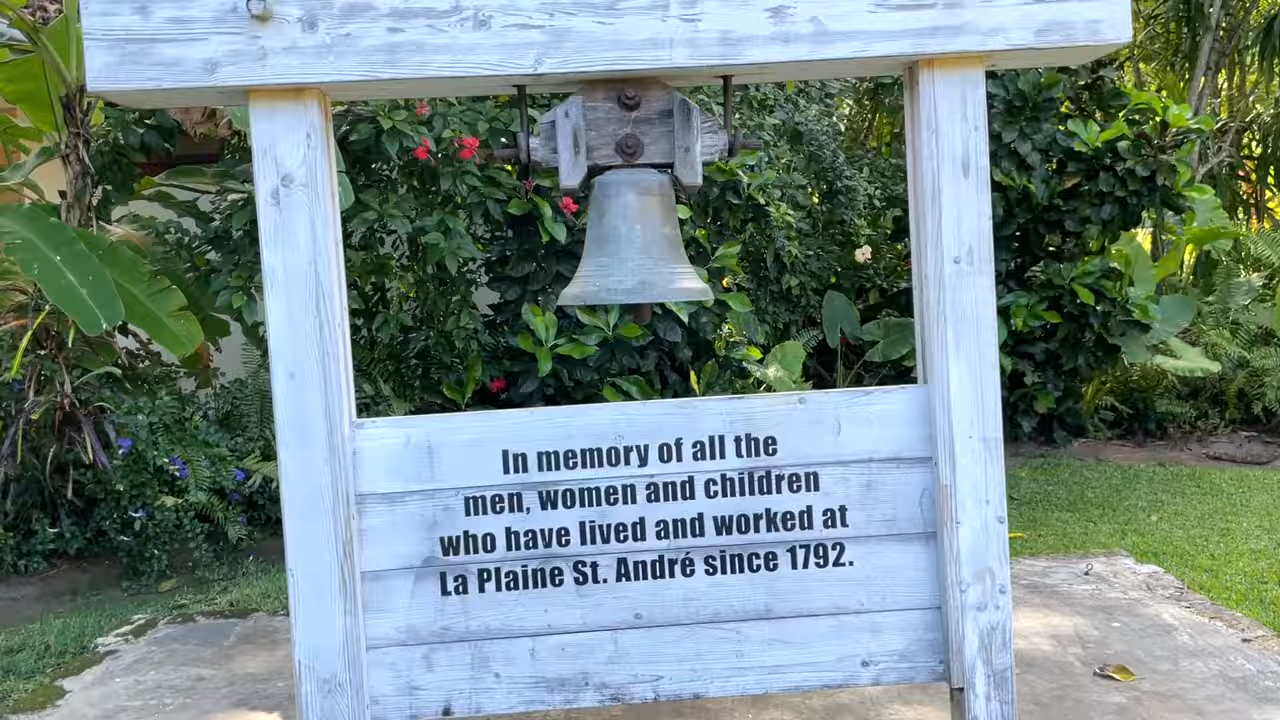 In memory of all the
men, women and children
who have lived and worked at
La Plaine St. André since 1792.